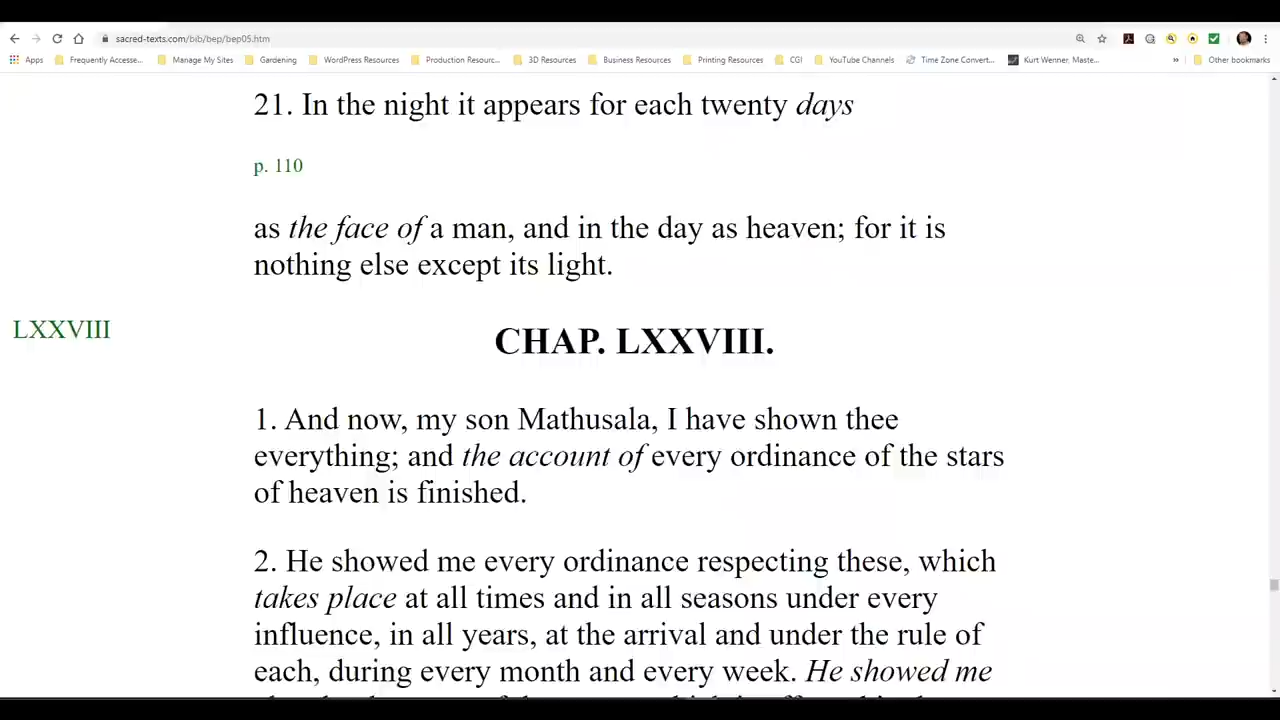 sacred-texts.com/bib/bep/bep05.htm
Apps Frequently Accesse... Manage My Sites Gardening WordPress Resources Production Resourc... 3D Resources Business Resources Printing Resources CGI YouTube Channels Time Zone Convert... Kurt Wenner, Maste... » Other bookmarks
21. In the night it appears for each twenty days
p. 110
as the face of a man, and in the day as heaven; for it is
nothing else except its light.
LXXVIII
CHAP. LXXVIII.
1. And now, my son Mathusala, I have shown thee
everything; and the account of every ordinance of the stars
of heaven is finished.
2. He showed me every ordinance respecting these, which
takes place at all times and in all seasons under every
influence, in all years, at the arrival and under the rule of
each, during every month and every week. He showed me